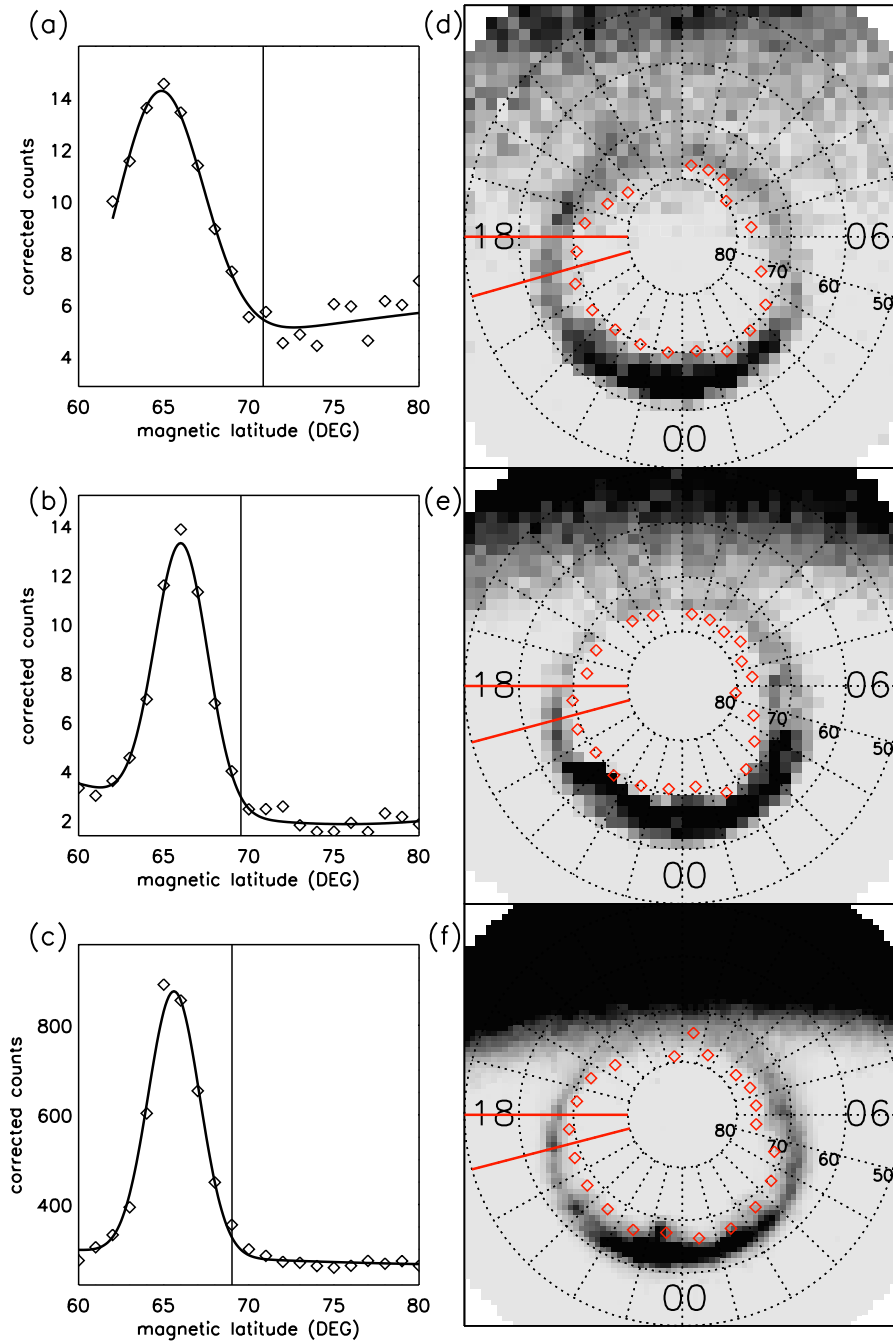 (a)
14
12
10
8
6
4
60 65 70 75 80
magnetic latitude (DEG)
corrected counts
(d)
18
06
80
70
60
50
00
(b)
14
12
10
8
6
4
2
60 65 70 75 80
magnetic latitude (DEG)
corrected counts
(e)
18
06
80
70
60
50
00
(c)
800
600
400
60 65 70 75 80
magnetic latitude (DEG)
corrected counts
(f)
18
06
80
70
60
50
00